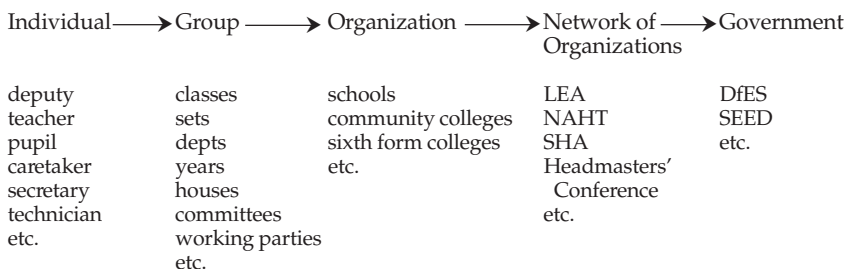 Individual Group Organization Network of Government
Organizations
deputy classes schools LEA DfES
teacher sets community colleges NAHT SEED
pupil depts sixth form colleges SHA etc.
caretaker years etc. Headmasters'
secretary houses Conference
technician committees etc.
etc. working parties
etc.